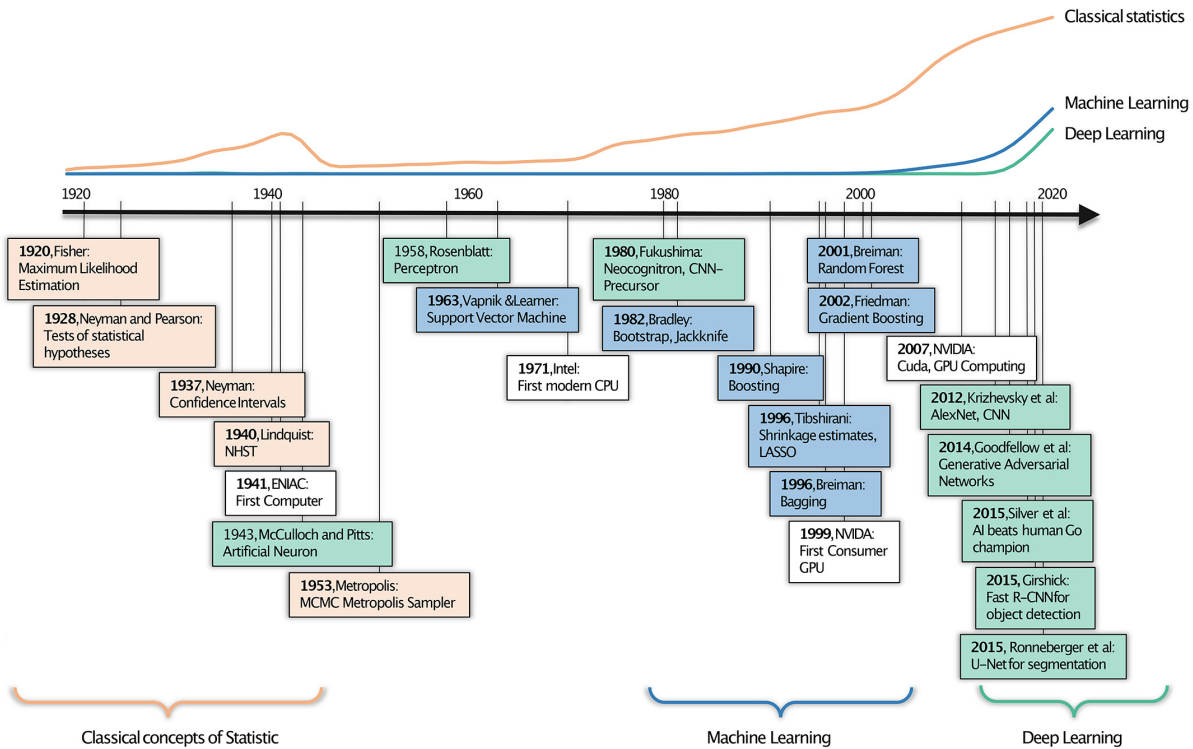 Classical statistics
Machine Learning
Deep Learning
1920 1940 1960 1980 2000 2020
1920, Fisher:
Maximum Likelihood
Estimation
1928, Neyman and Pearson:
Tests of statistical
hypotheses
1937, Neyman:
Confidence Intervals
1940, Lindquist:
NHST
1941, ENIAC:
First Computer
1943, McCulloch and Pitts:
Artificial Neuron
1953, Metropolis:
MCMC Metropolis Sampler
1958, Rosenblatt:
Perceptron
1963, Vapnik &Learner:
Support Vector Machine
1971, Intel:
First modern CPU
1980, Fukushima:
Neocognitron, CNN–
Precursor
1982, Bradley:
Bootstrap, Jackknife
1990, Shapire:
Boosting
1996, Tibshirani:
Shrinkage estimates,
LASSO
1996, Breiman:
Bagging
1999, NVIDA:
First Consumer
GPU
2001, Breiman:
Random Forest
2002, Friedman:
Gradient Boosting
2007, NVIDIA:
Cuda, GPU Computing
2012, Krizhevsky et al:
AlexNet, CNN
2014, Goodfellow et al:
Generative Adversarial
Networks
2015, Silver et al:
AI beats human Go
champion
2015, Girshick:
Fast R–CNN for
object detection
2015, Ronneberger et al:
U–Net for segmentation
Classical concepts of Statistic
Machine Learning
Deep Learning